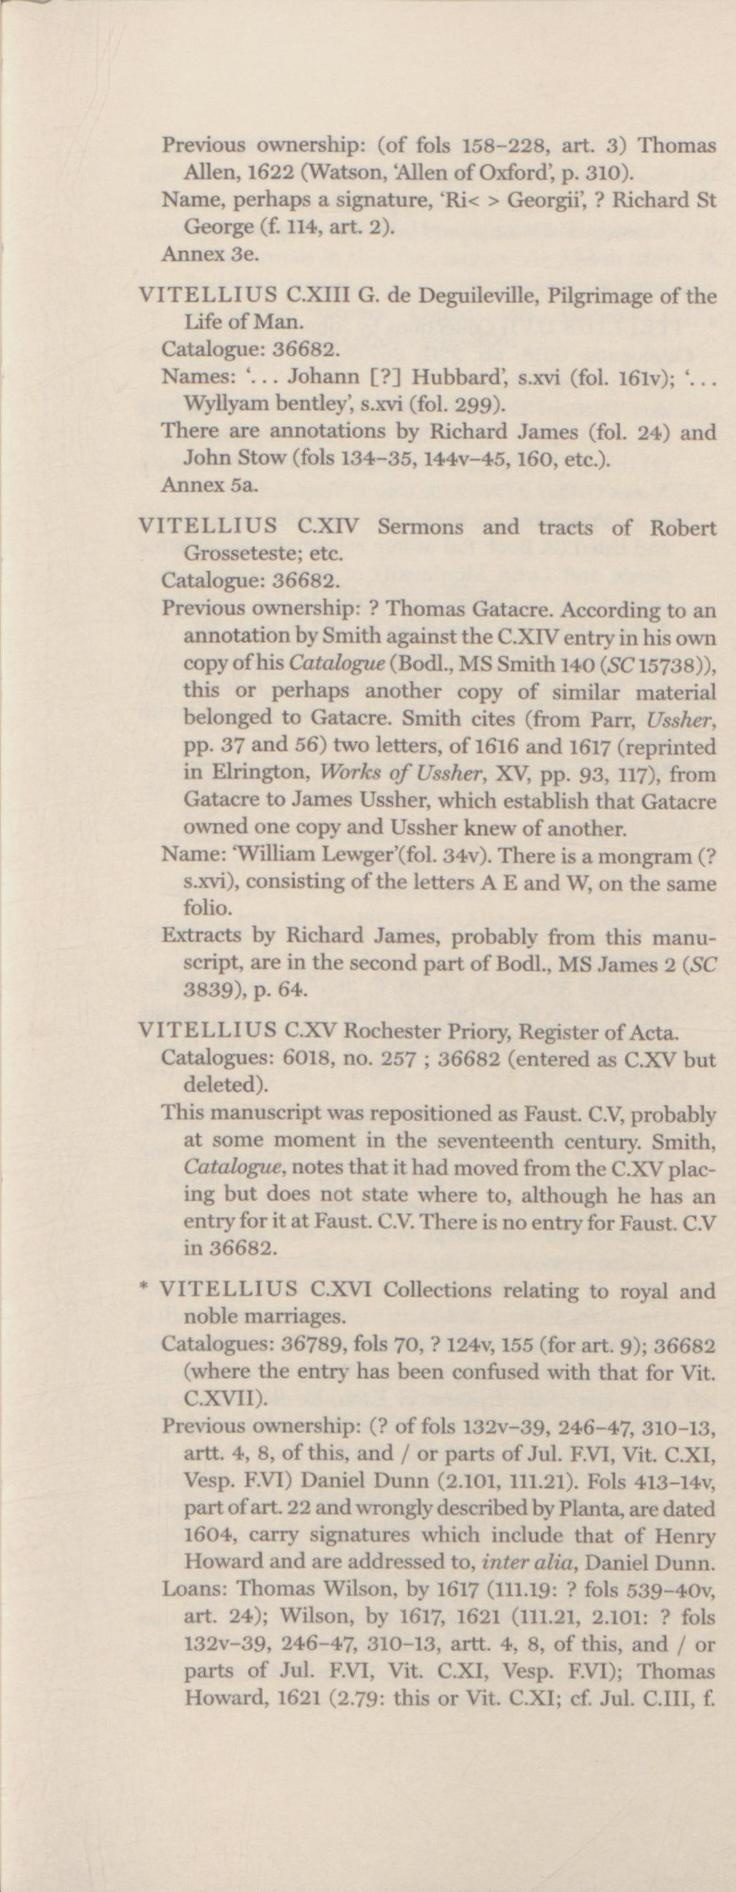 Previous ownership: (of fols 158–228, art. 3) Thomas
Allen, 1622 (Watson, ‘Allen of Oxford’, p. 310).
Name, perhaps a signature, ‘Ri< > Georgii’, ? Richard St
George (f. 114, art. 2).
Annex 3e.
VITELLIUS C.XIII G. de Deguileville, Pilgrimage of the
Life of Man.
Catalogue: 36682.
Names: ‘... Johann [?] Hubbard’, s.xvi (fol. 161v); ‘...
Wyllyam bentley’, s.xvi (fol. 299).
There are annotations by Richard James (fol. 24) and
John Stow (fols 134–35, 144v–45, 160, etc.).
Annex 5a.
VITELLIUS C.XIV Sermons and tracts of Robert
Grosseteste; etc.
Catalogue: 36682.
Previous ownership: ? Thomas Gatacre. According to an
annotation by Smith against the C.XIV entry in his own
copy of his Catalogue (Bodl., MS Smith 140 (SC 15738)),
this or perhaps another copy of similar material
belonged to Gatacre. Smith cites (from Parr, Ussher,
pp. 37 and 56) two letters, of 1616 and 1617 (reprinted
in Elrington, Works of Ussher, XV, pp. 93, 117), from
Gatacre to James Ussher, which establish that Gatacre
owned one copy and Ussher knew of another.
Name: ‘William Lewger’(fol. 34v). There is a mongram (?
s.xvi), consisting of the letters A E and W, on the same
folio.
Extracts by Richard James, probably from this manu-
script, are in the second part of Bodl., MS James 2 (SC
3839), p. 64.
VITELLIUS C.XV Rochester Priory, Register of Acta.
Catalogues: 6018, no. 257 ; 36682 (entered as C.XV but
deleted).
This manuscript was repositioned as Faust. C.V, probably
at some moment in the seventeenth century. Smith,
Catalogue, notes that it had moved from the C.XV plac-
ing but does not state where to, although he has an
entry for it at Faust. C.V. There is no entry for Faust. C.V
in 36682.
* VITELLIUS C.XVI Collections relating to royal and
noble marriages.
Catalogues: 36789, fols 70, ? 124v, 155 (for art. 9); 36682
(where the entry has been confused with that for Vit.
C.XVII).
Previous ownership: (? of fols 132v–39, 246–47, 310–13,
artt. 4, 8, of this, and / or parts of Jul. F.VI, Vit. C.XI,
Vesp. F.VI) Daniel Dunn (2.101, 111.21). Fols 413–14v,
part of art. 22 and wrongly described by Planta, are dated
1604, carry signatures which include that of Henry
Howard and are addressed to, inter alia, Daniel Dunn.
Loans: Thomas Wilson, by 1617 (111.19: ? fols 539–40v,
art. 24); Wilson, by 1617, 1621 (111.21, 2.101: ? fols
132v–39, 246–47, 310–13, artt. 4, 8, of this, and / or
parts of Jul. F.VI, Vit. C.XI, Vesp. F.VI); Thomas
Howard, 1621 (2.79: this or Vit. C.XI; cf. Jul. C.III, f.